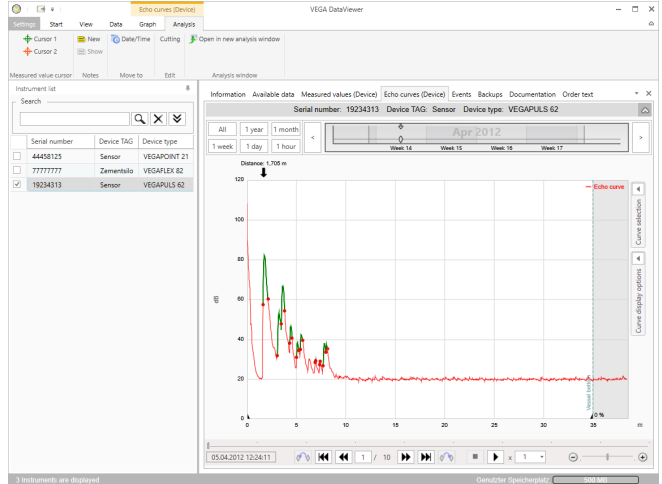 Echo curves (Device)
VEGA DataViewer
Settings Start View Data Graph Analysis
Cursor 1 New Date/Time Cutting Open in new analysis window
Cursor 2 Show
Measured value cursor Notes Move to Edit Analysis window
Instrument list
Search
Serial number Device TAG Device type
44458125 Sensor VEGAPOINT 21
77777777 Zementsilo VEGAFLEX 82
19234313 Sensor VEGAPULS 62
Information Available data Measured values (Device) Echo curves (Device) Events Backups Documentation Order text
Serial number: 19234313 Device TAG: Sensor Device type: VEGAPULS 62
All 1 year 1 month
1 week 1 day 1 hour
< Apr 2012 >
Week 14 Week 15 Week 16 Week 17
Distance: 1,705 m
Echo curve
120
100
80
60
40
20
0
dB
Vessel bottom
0 %
0 5 10 15 20 25 30 35 m
Curve selection
Curve display options
05.04.2012 12:24:11 1 / 10 x 1
3 Instruments are displayed
Genutzter Speicherplatz: 500 MB